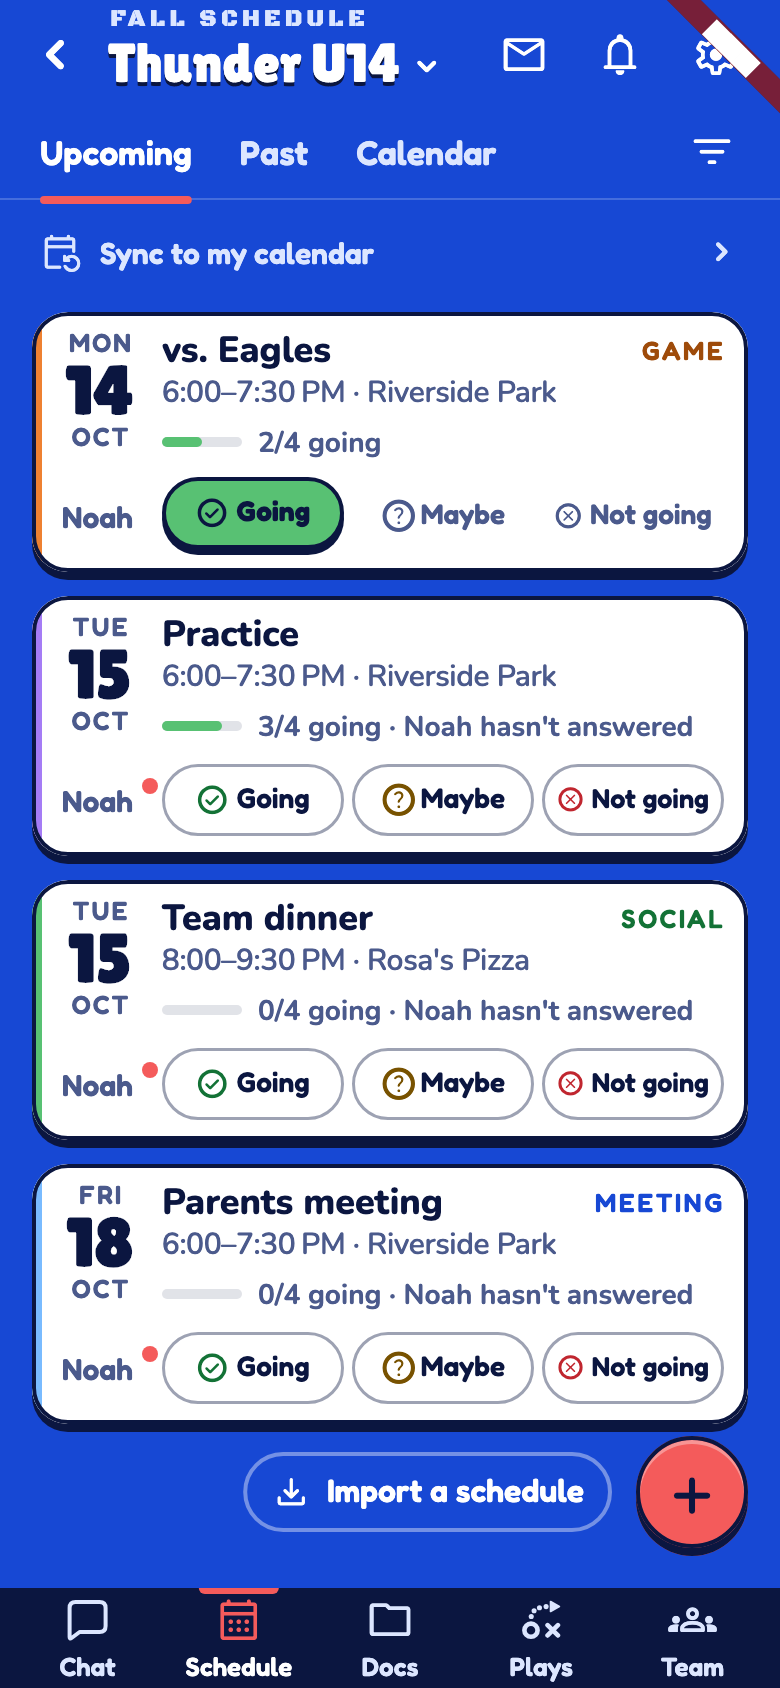 FALL SCHEDULE
Thunder U14
Upcoming Past Calendar
Sync to my calendar
MON
14
OCT
vs. Eagles
GAME
6:00–7:30 PM · Riverside Park
2/4 going
Noah
Going
Maybe
Not going
TUE
15
OCT
Practice
6:00–7:30 PM · Riverside Park
3/4 going · Noah hasn't answered
Noah
Going
Maybe
Not going
TUE
15
OCT
Team dinner
SOCIAL
8:00–9:30 PM · Rosa's Pizza
0/4 going · Noah hasn't answered
Noah
Going
Maybe
Not going
FRI
18
OCT
Parents meeting
MEETING
6:00–7:30 PM · Riverside Park
0/4 going · Noah hasn't answered
Noah
Going
Maybe
Not going
Import a schedule
Chat
Schedule
Docs
Plays
Team